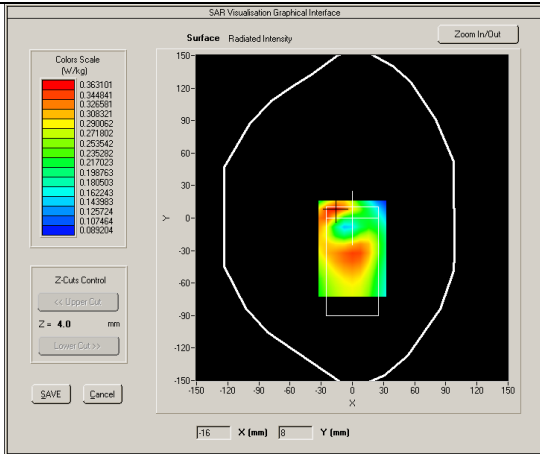 SAR Visualisation Graphical Interface
Surface Radiated Intensity
Zoom In/Out
Colors Scale
(W/kg)
0.363101
0.344841
0.326581
0.308321
0.290062
0.271802
0.253542
0.235282
0.217023
0.198763
0.180503
0.162243
0.143983
0.125724
0.107464
0.089204
Z-Cuts Control
<< Upper Cut
Z = 4.0 mm
Lower Cut >>
SAVE Cancel
150
120
90
60
30
0
-30
-60
-90
-120
-150
Y
-150 -120 -90 -60 -30 0 30 60 90 120 150
X
-16 X (mm) 8 Y (mm)